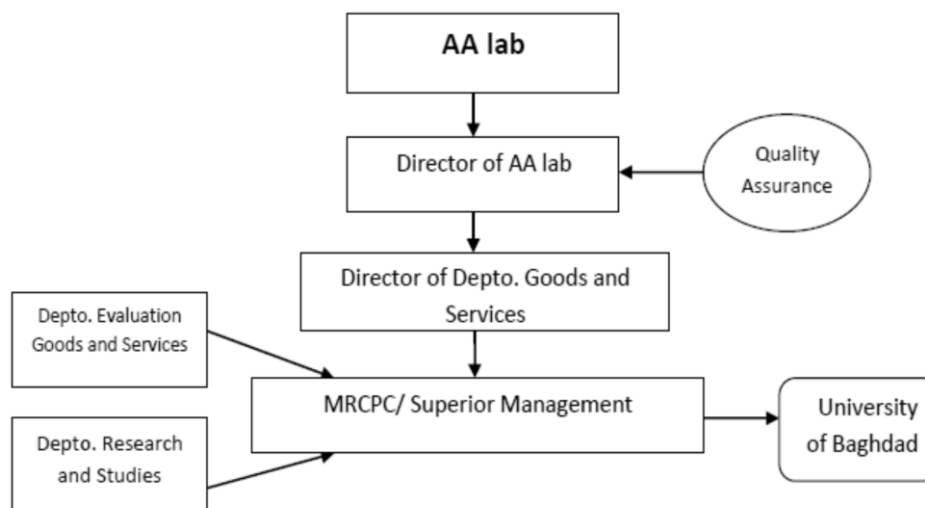 AA lab
Director of AA lab
Quality
Assurance
Director of Depto. Goods and
Services
Depto. Evaluation
Goods and Services
MRCPC/ Superior Management
University
of Baghdad
Depto. Research
and Studies